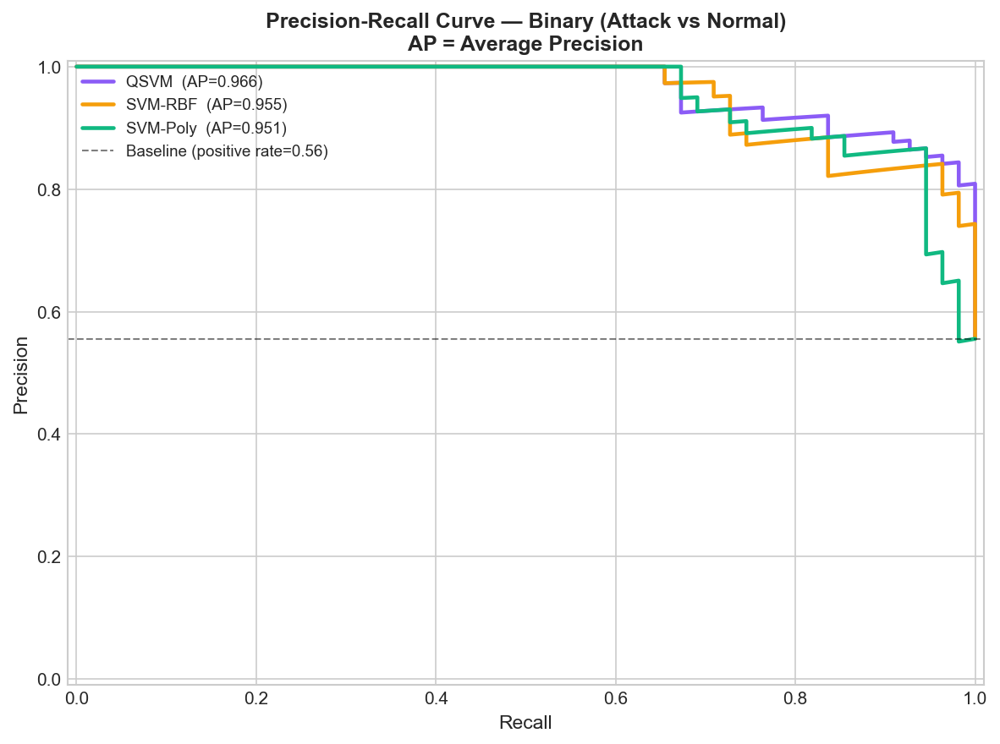 Precision-Recall Curve — Binary (Attack vs Normal)
AP = Average Precision
QSVM (AP=0.966)
SVM-RBF (AP=0.955)
SVM-Poly (AP=0.951)
Baseline (positive rate=0.56)
Precision
1.0
0.8
0.6
0.4
0.2
0.0
0.0 0.2 0.4 0.6 0.8 1.0
Recall